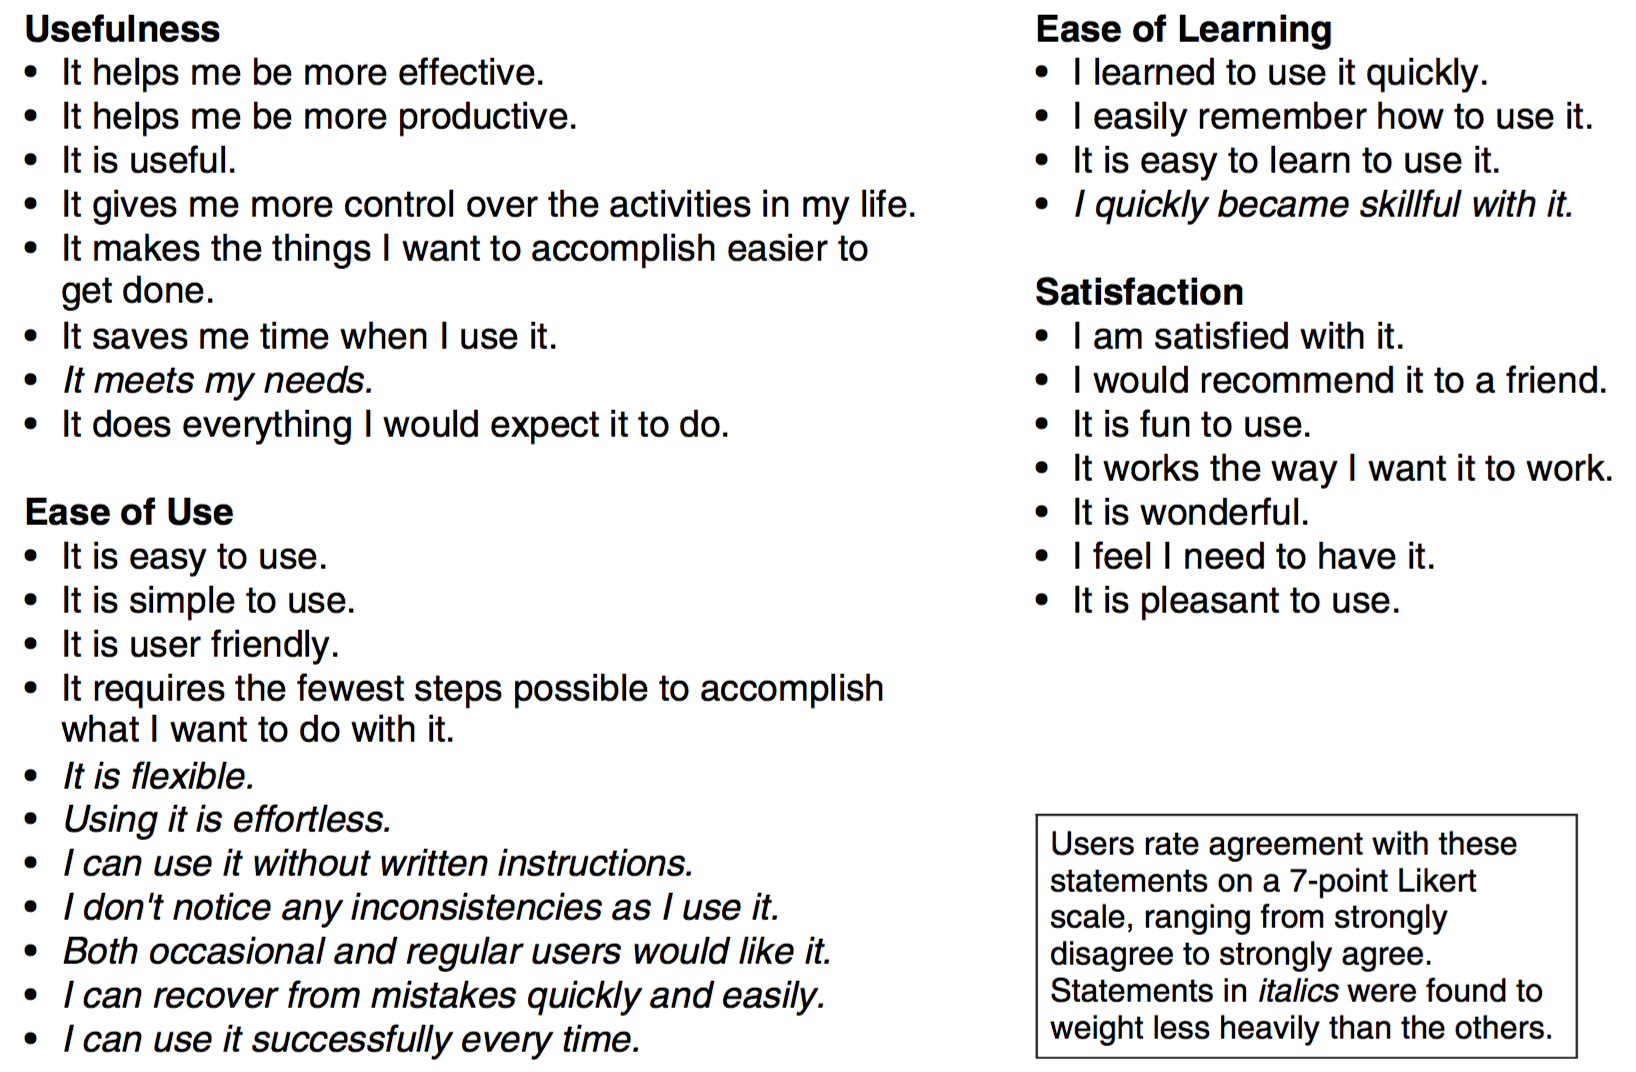 Usefulness
• It helps me be more effective.
• It helps me be more productive.
• It is useful.
• It gives me more control over the activities in my life.
• It makes the things I want to accomplish easier to
get done.
• It saves me time when I use it.
• It meets my needs.
• It does everything I would expect it to do.
Ease of Use
• It is easy to use.
• It is simple to use.
• It is user friendly.
• It requires the fewest steps possible to accomplish
what I want to do with it.
• It is flexible.
• Using it is effortless.
• I can use it without written instructions.
• I don't notice any inconsistencies as I use it.
• Both occasional and regular users would like it.
• I can recover from mistakes quickly and easily.
• I can use it successfully every time.
Ease of Learning
• I learned to use it quickly.
• I easily remember how to use it.
• It is easy to learn to use it.
• I quickly became skillful with it.
Satisfaction
• I am satisfied with it.
• I would recommend it to a friend.
• It is fun to use.
• It works the way I want it to work.
• It is wonderful.
• I feel I need to have it.
• It is pleasant to use.
Users rate agreement with these
statements on a 7-point Likert
scale, ranging from strongly
disagree to strongly agree.
Statements in italics were found to
weight less heavily than the others.